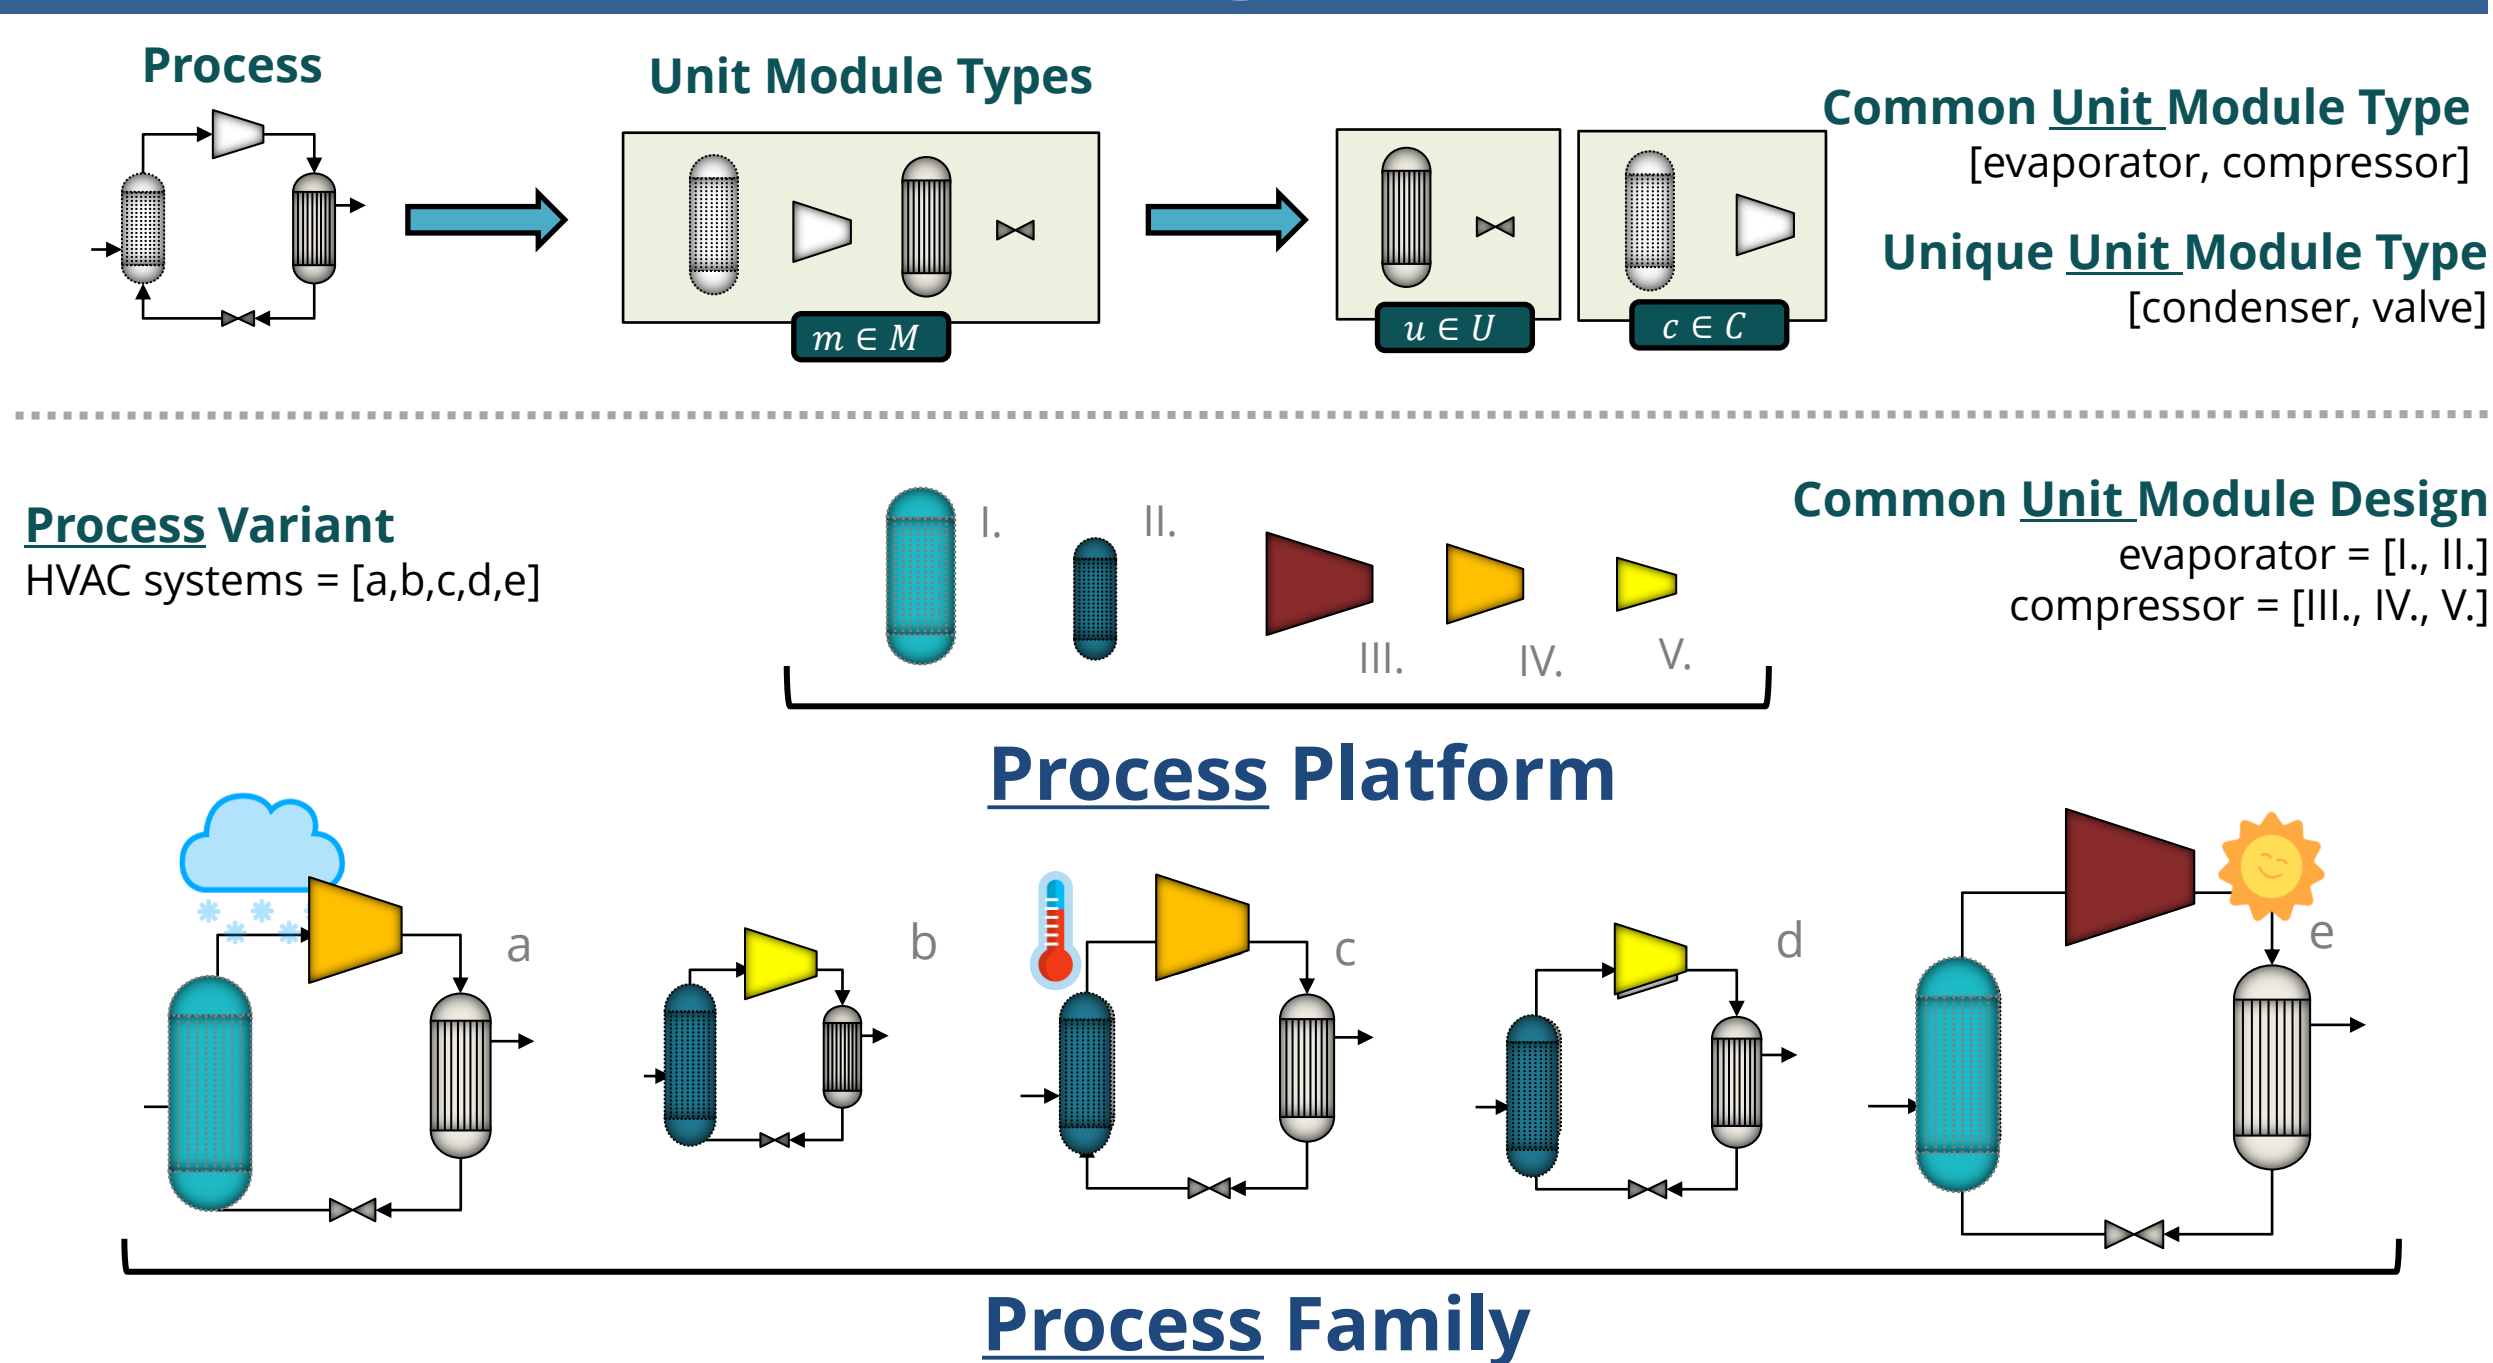 Process
Unit Module Types
Common Unit Module Type
[evaporator, compressor]
Unique Unit Module Type
[condenser, valve]
m ∈ M
u ∈ U
c ∈ C
Process Variant
HVAC systems = [a,b,c,d,e]
I.
II.
III.
IV.
V.
Common Unit Module Design
evaporator = [I., II.]
compressor = [III., IV., V.]
Process Platform
a
b
c
d
e
Process Family